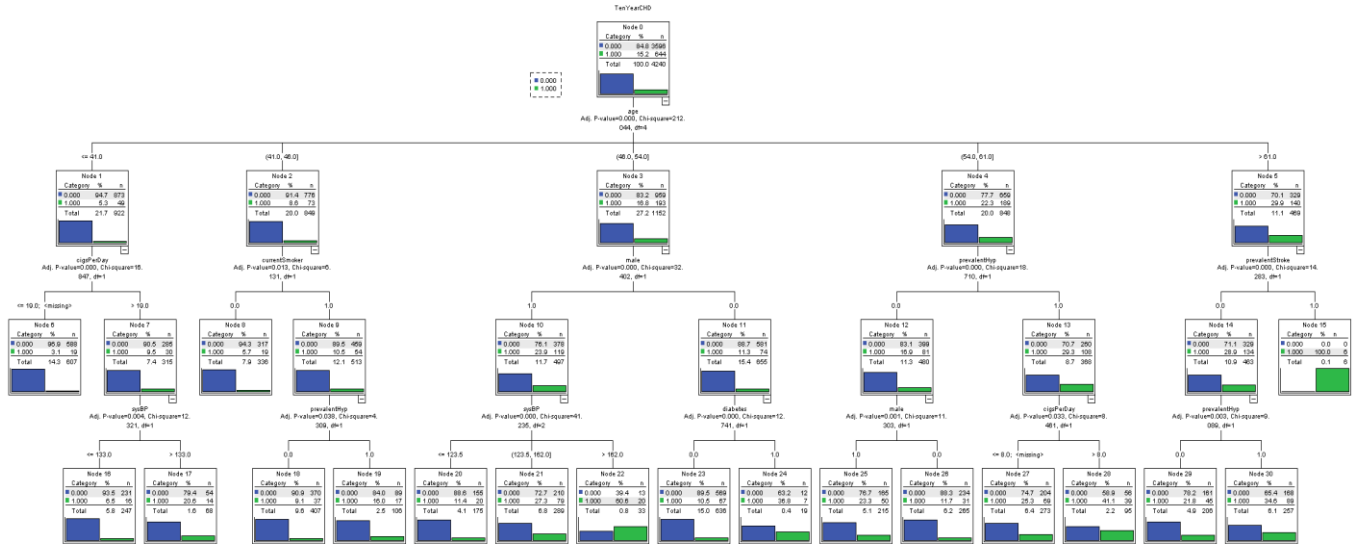 TenYearCHD
Node 0
Category % n
0.000 84.8 3596
1.000 15.2 644
Total 100.0 4240
0.000
1.000
age
Adj. P-value=0.000, Chi-square=212.
044, df=4
<= 41.0
(41.0, 46.0]
(46.0, 54.0]
(54.0, 61.0]
> 61.0
Node 1
Category % n
0.000 94.7 873
1.000 5.3 49
Total 21.7 922
Node 2
Category % n
0.000 91.4 776
1.000 8.6 73
Total 20.0 849
Node 3
Category % n
0.000 83.2 959
1.000 16.8 193
Total 27.2 1152
Node 4
Category % n
0.000 77.7 659
1.000 22.3 189
Total 20.0 848
Node 5
Category % n
0.000 70.1 329
1.000 29.9 140
Total 11.1 469
cigsPerDay
Adj. P-value=0.000, Chi-square=16.
847, df=1
currentSmoker
Adj. P-value=0.013, Chi-square=6.
131, df=1
male
Adj. P-value=0.000, Chi-square=32.
402, df=1
prevalentHyp
Adj. P-value=0.000, Chi-square=18.
710, df=1
prevalentStroke
Adj. P-value=0.000, Chi-square=14.
283, df=1
<= 19.0; <missing>
> 19.0
0.0
1.0
1.0
0.0
0.0
1.0
0.0
1.0
Node 6
Category % n
0.000 96.9 588
1.000 3.1 19
Total 14.3 607
Node 7
Category % n
0.000 90.5 285
1.000 9.5 30
Total 7.4 315
Node 8
Category % n
0.000 94.3 317
1.000 5.7 19
Total 7.9 336
Node 9
Category % n
0.000 89.5 459
1.000 10.5 54
Total 12.1 513
Node 10
Category % n
0.000 76.1 378
1.000 23.9 119
Total 11.7 497
Node 11
Category % n
0.000 88.7 581
1.000 11.3 74
Total 15.4 655
Node 12
Category % n
0.000 83.1 399
1.000 16.9 81
Total 11.3 480
Node 13
Category % n
0.000 70.7 260
1.000 29.3 108
Total 8.7 368
Node 14
Category % n
0.000 71.1 329
1.000 28.9 134
Total 10.9 463
Node 15
Category % n
0.000 0.0 0
1.000 100.0 6
Total 0.1 6
sysBP
Adj. P-value=0.004, Chi-square=12.
321, df=1
prevalentHyp
Adj. P-value=0.038, Chi-square=4.
309, df=1
sysBP
Adj. P-value=0.000, Chi-square=41.
235, df=2
diabetes
Adj. P-value=0.000, Chi-square=12.
741, df=1
male
Adj. P-value=0.001, Chi-square=11.
303, df=1
cigsPerDay
Adj. P-value=0.033, Chi-square=8.
461, df=1
prevalentHyp
Adj. P-value=0.003, Chi-square=9.
089, df=1
<= 133.0
> 133.0
0.0
1.0
<= 123.5
(123.5, 162.0]
> 162.0
0.0
1.0
1.0
0.0
<= 8.0; <missing>
> 8.0
0.0
1.0
Node 16
Category % n
0.000 93.5 231
1.000 6.5 16
Total 5.8 247
Node 17
Category % n
0.000 79.4 54
1.000 20.6 14
Total 1.6 68
Node 18
Category % n
0.000 90.9 370
1.000 9.1 37
Total 9.6 407
Node 19
Category % n
0.000 84.0 89
1.000 16.0 17
Total 2.5 106
Node 20
Category % n
0.000 88.6 155
1.000 11.4 20
Total 4.1 175
Node 21
Category % n
0.000 72.7 210
1.000 27.3 79
Total 6.8 289
Node 22
Category % n
0.000 39.4 13
1.000 60.6 20
Total 0.8 33
Node 23
Category % n
0.000 89.5 569
1.000 10.5 67
Total 15.0 636
Node 24
Category % n
0.000 63.2 12
1.000 36.8 7
Total 0.4 19
Node 25
Category % n
0.000 76.7 165
1.000 23.3 50
Total 5.1 215
Node 26
Category % n
0.000 88.3 234
1.000 11.7 31
Total 6.2 265
Node 27
Category % n
0.000 74.7 204
1.000 25.3 69
Total 6.4 273
Node 28
Category % n
0.000 58.9 56
1.000 41.1 39
Total 2.2 95
Node 29
Category % n
0.000 78.2 161
1.000 21.8 45
Total 4.9 206
Node 30
Category % n
0.000 65.4 168
1.000 34.6 89
Total 6.1 257